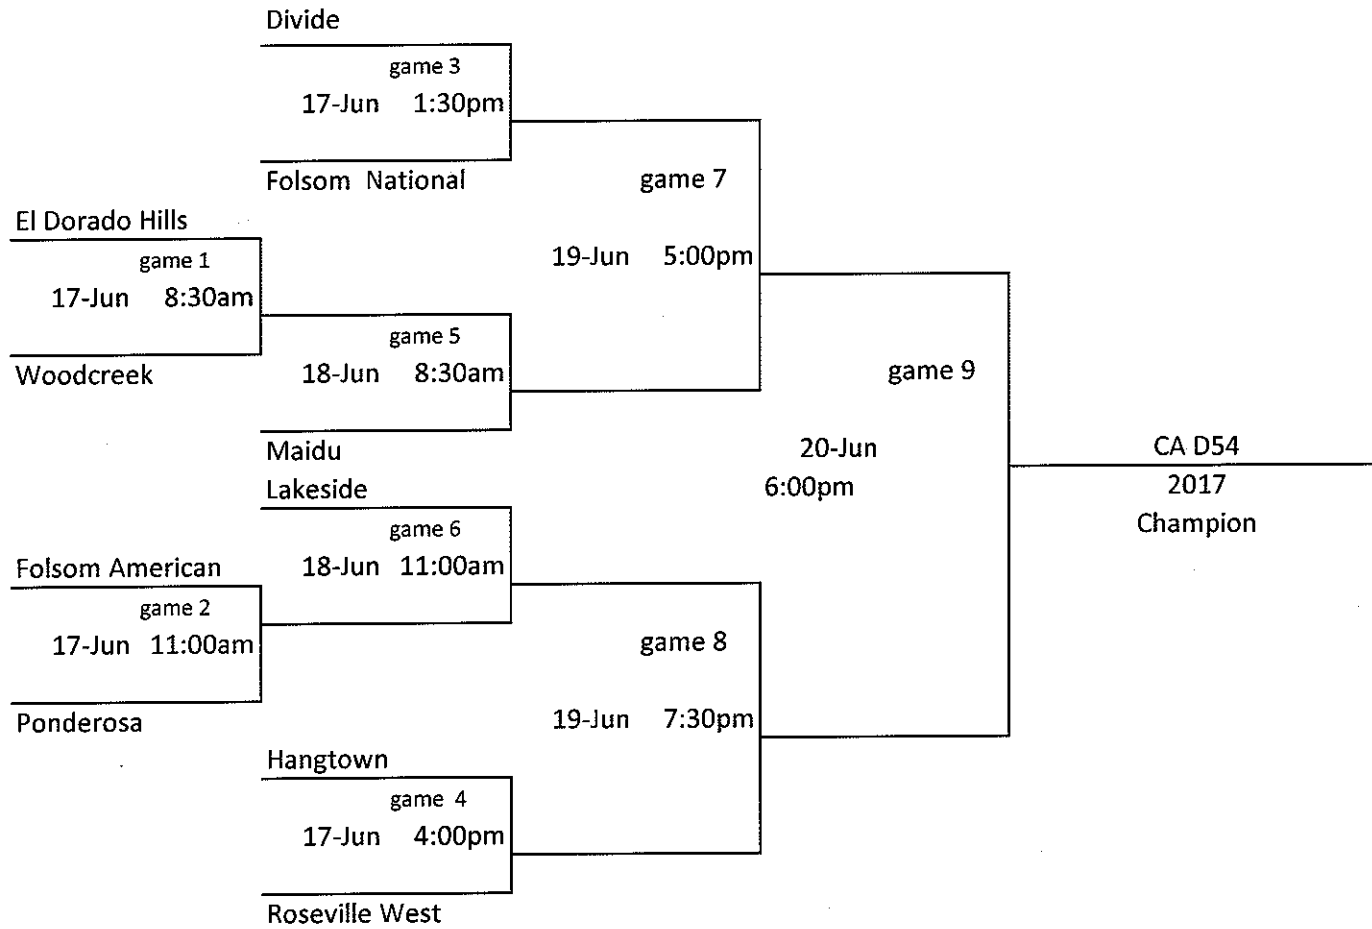 Divide
game 3
17-Jun 1:30pm
Folsom National
game 7
El Dorado Hills
game 1
17-Jun 8:30am
19-Jun 5:00pm
game 5
Woodcreek
18-Jun 8:30am
game 9
Maidu
20-Jun
CA D54
Lakeside
6:00pm
2017
game 6
Champion
Folsom American
18-Jun 11:00am
game 2
17-Jun 11:00am
game 8
Ponderosa
19-Jun 7:30pm
Hangtown
game 4
17-Jun 4:00pm
Roseville West